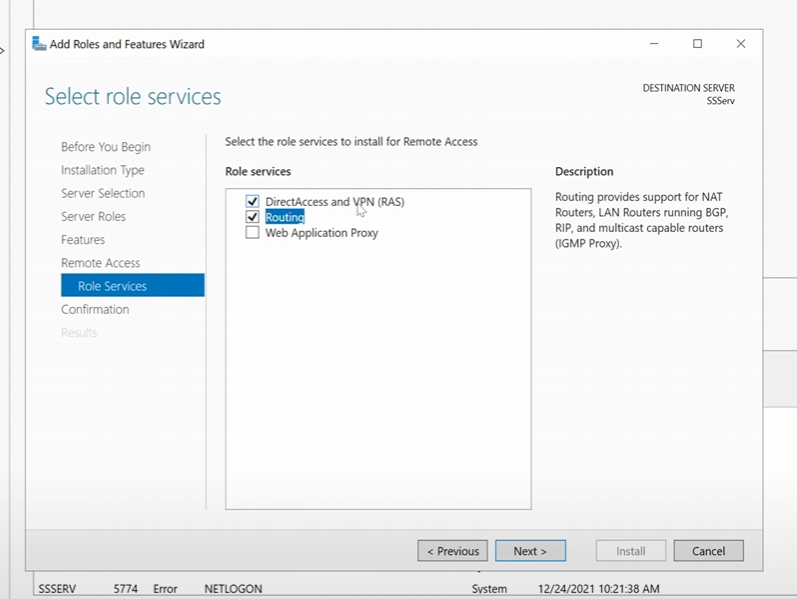 Add Roles and Features Wizard
Select role services
DESTINATION SERVER
SSServ
Before You Begin
Installation Type
Server Selection
Server Roles
Features
Remote Access
Role Services
Confirmation
Results
Select the role services to install for Remote Access
Role services
DirectAccess and VPN (RAS)
Routing
Web Application Proxy
Description
Routing provides support for NAT
Routers, LAN Routers running BGP,
RIP, and multicast capable routers
(IGMP Proxy).
< Previous
Next >
Install
Cancel
SSSERV 5774 Error NETLOGON System 12/24/2021 10:21:38 AM